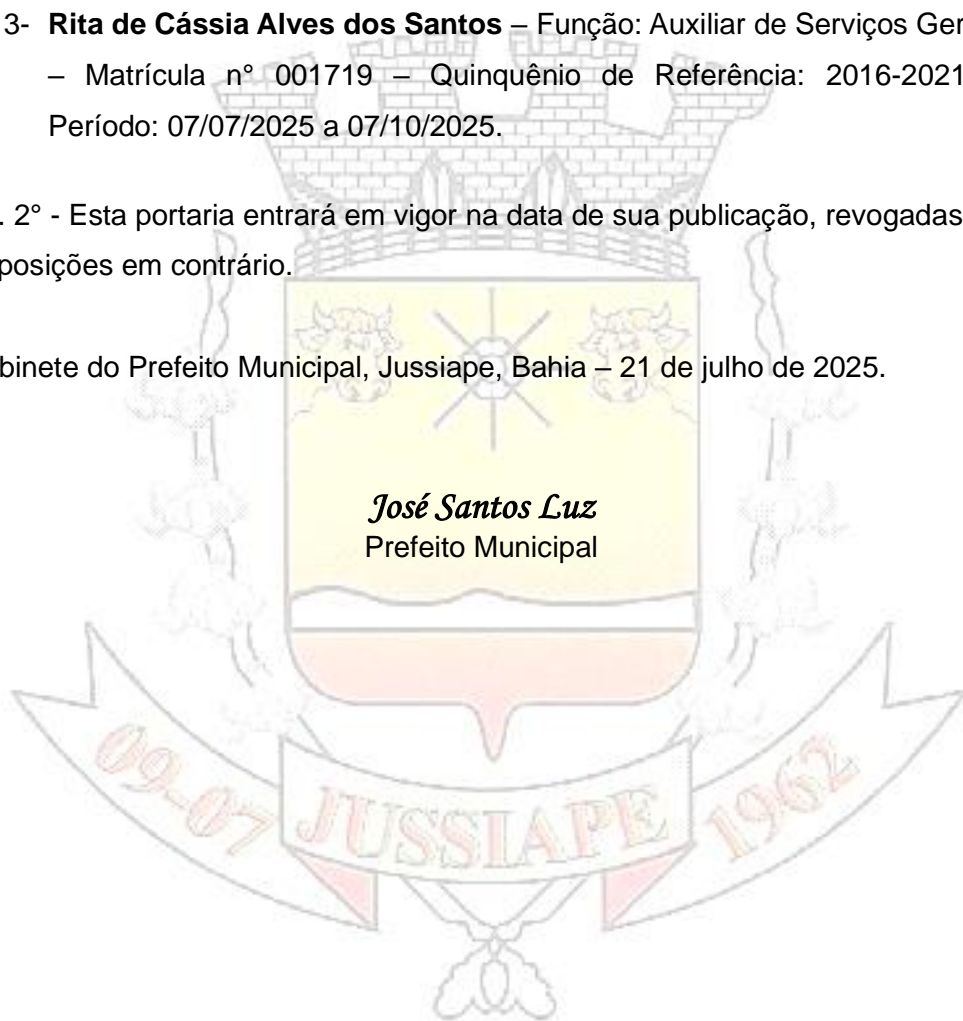 3- Rita de Cássia Alves dos Santos – Função: Auxiliar de Serviços Ger
– Matrícula n° 001719 – Quinquênio de Referência: 2016-2021
Período: 07/07/2025 a 07/10/2025.
. 2° - Esta portaria entrará em vigor na data de sua publicação, revogadas
posições em contrário.
binete do Prefeito Municipal, Jussiape, Bahia – 21 de julho de 2025.
José Santos Luz
Prefeito Municipal
09-07 JUSSIAPE 1962